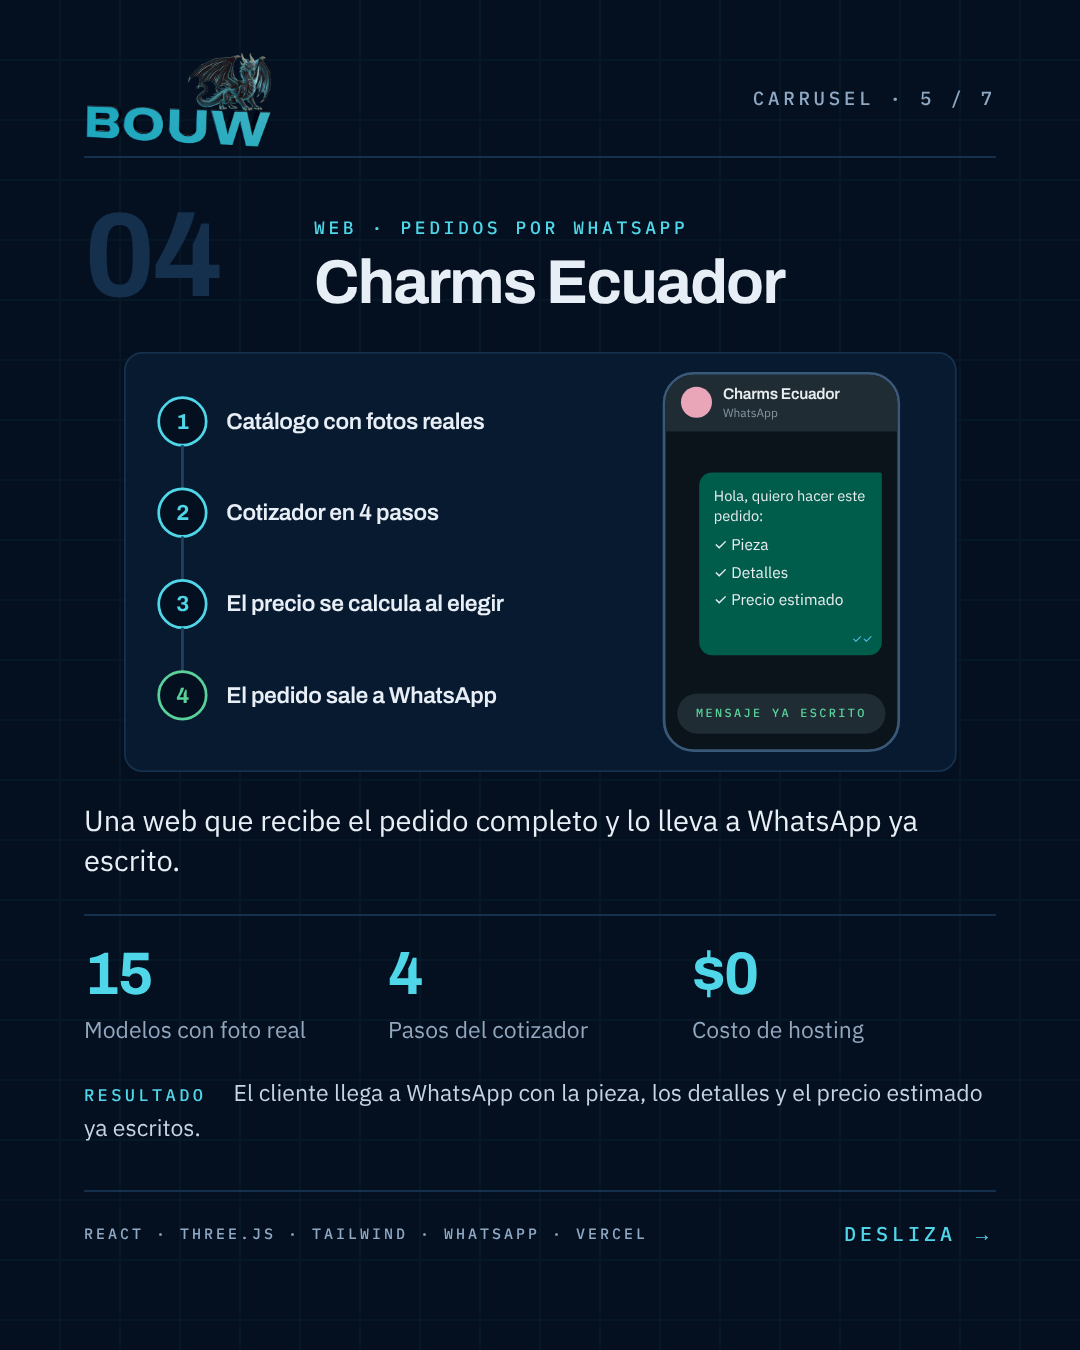 BOUW
CARRUSEL · 5 / 7
04
WEB · PEDIDOS POR WHATSAPP
Charms Ecuador
1 Catálogo con fotos reales
2 Cotizador en 4 pasos
3 El precio se calcula al elegir
4 El pedido sale a WhatsApp
Charms Ecuador
WhatsApp
Hola, quiero hacer este
pedido:
✓ Pieza
✓ Detalles
✓ Precio estimado
✓✓
MENSAJE YA ESCRITO
Una web que recibe el pedido completo y lo lleva a WhatsApp ya
escrito.
15
Modelos con foto real
4
Pasos del cotizador
$0
Costo de hosting
RESULTADO El cliente llega a WhatsApp con la pieza, los detalles y el precio estimado
ya escritos.
REACT · THREE.JS · TAILWIND · WHATSAPP · VERCEL
DESLIZA →